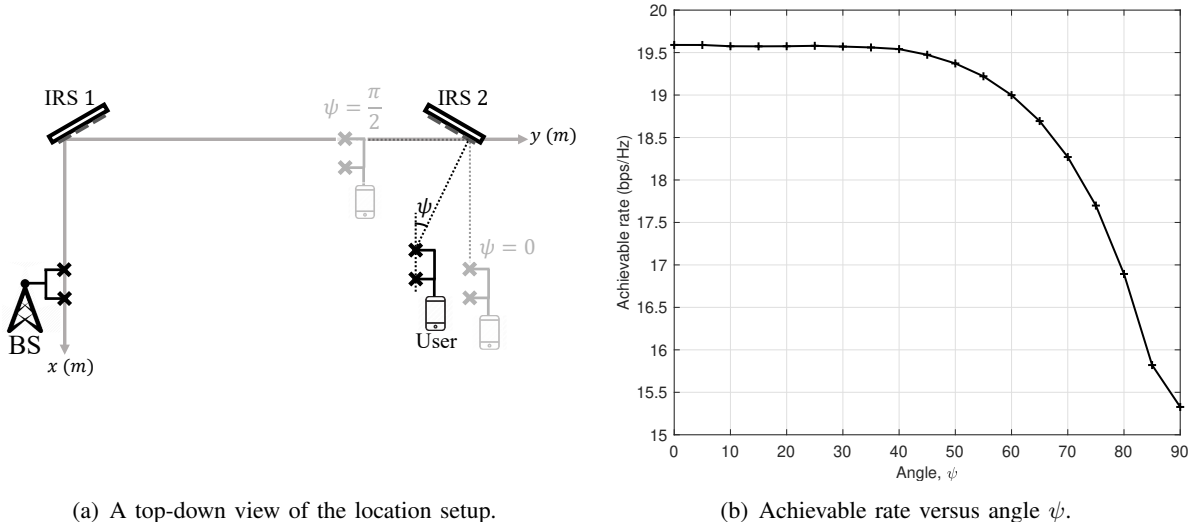 IRS 1
ψ = π/2
IRS 2
y (m)
ψ
ψ = 0
BS
User
x (m)
(a) A top-down view of the location setup.
20
19.5
19
18.5
18
17.5
17
16.5
16
15.5
15
Achievable rate (bps/Hz)
0 10 20 30 40 50 60 70 80 90
Angle, ψ
(b) Achievable rate versus angle ψ.